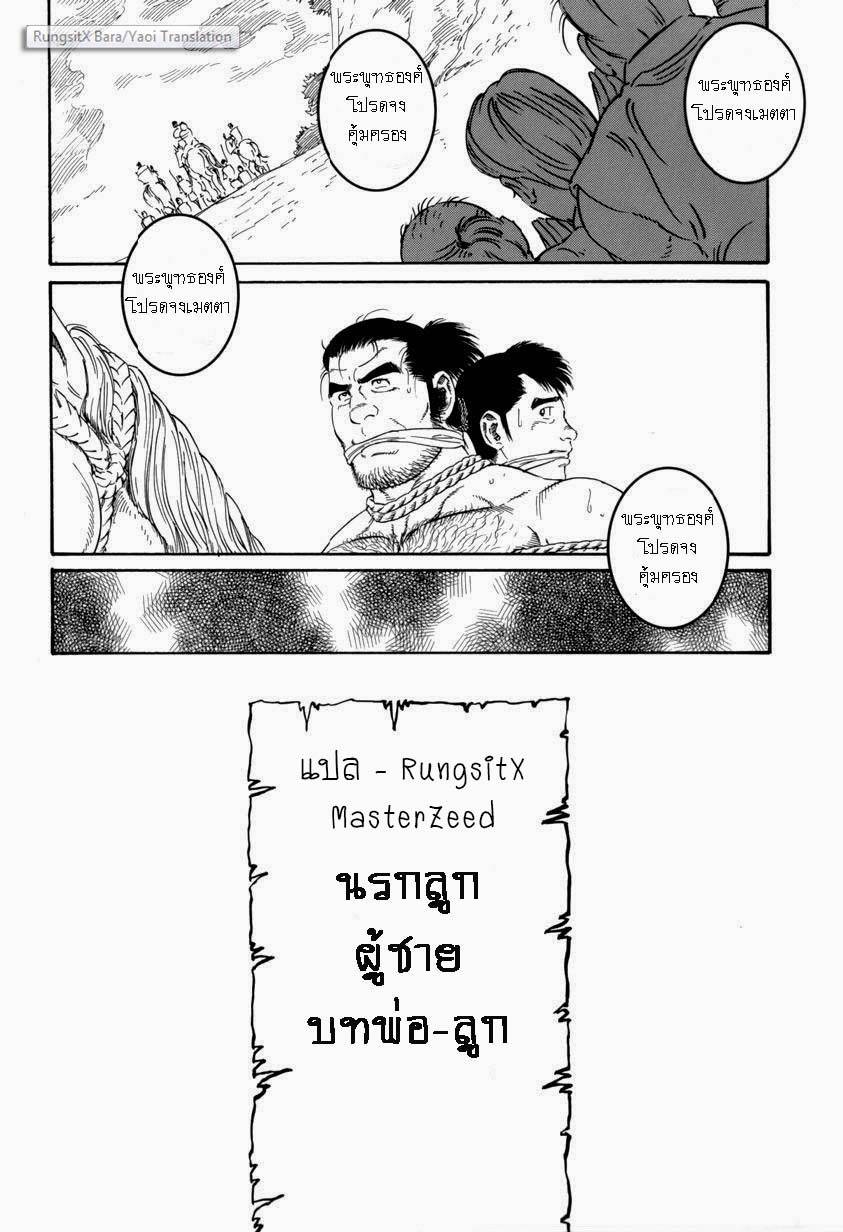 RungsitX Bara/Yaoi Translation
พระพุทธองค์
โปรดจงเมตตา
พระพุทธองค์
โปรดจง
คุ้มครอง
พระพุทธองค์
โปรดจงเมตตา
พระพุทธองค์
โปรดจง
คุ้มครอง
แปล - RungsitX
MasterZeed
นรกลูก
ผู้ชาย
บทพ่อ-ลูก